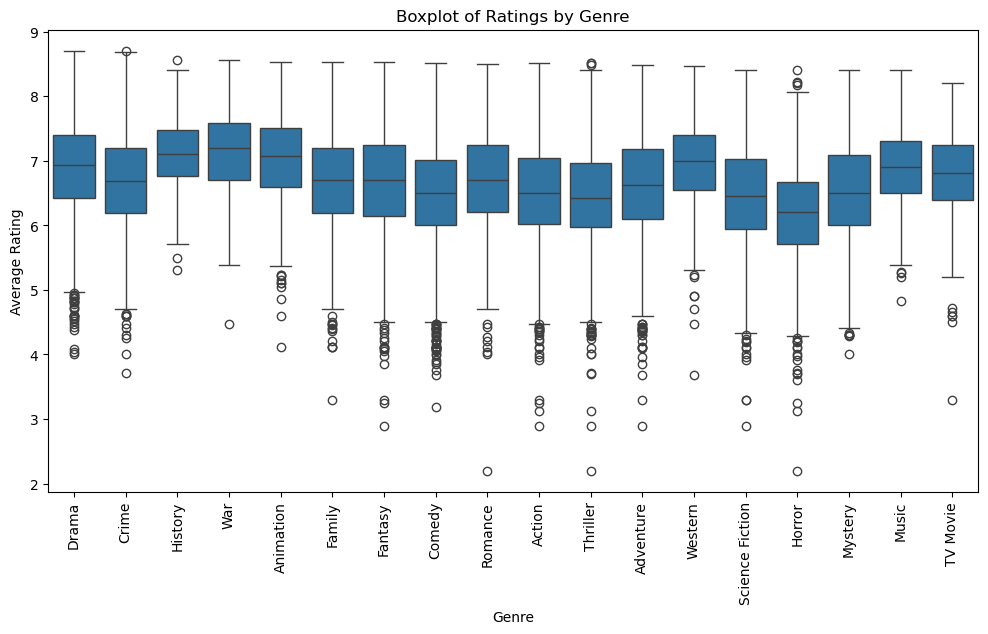 Boxplot of Ratings by Genre
9
8
7
6
5
4
3
2
Average Rating
Drama
Crime
History
War
Animation
Family
Fantasy
Comedy
Romance
Action
Thriller
Adventure
Western
Science Fiction
Horror
Mystery
Music
TV Movie
Genre